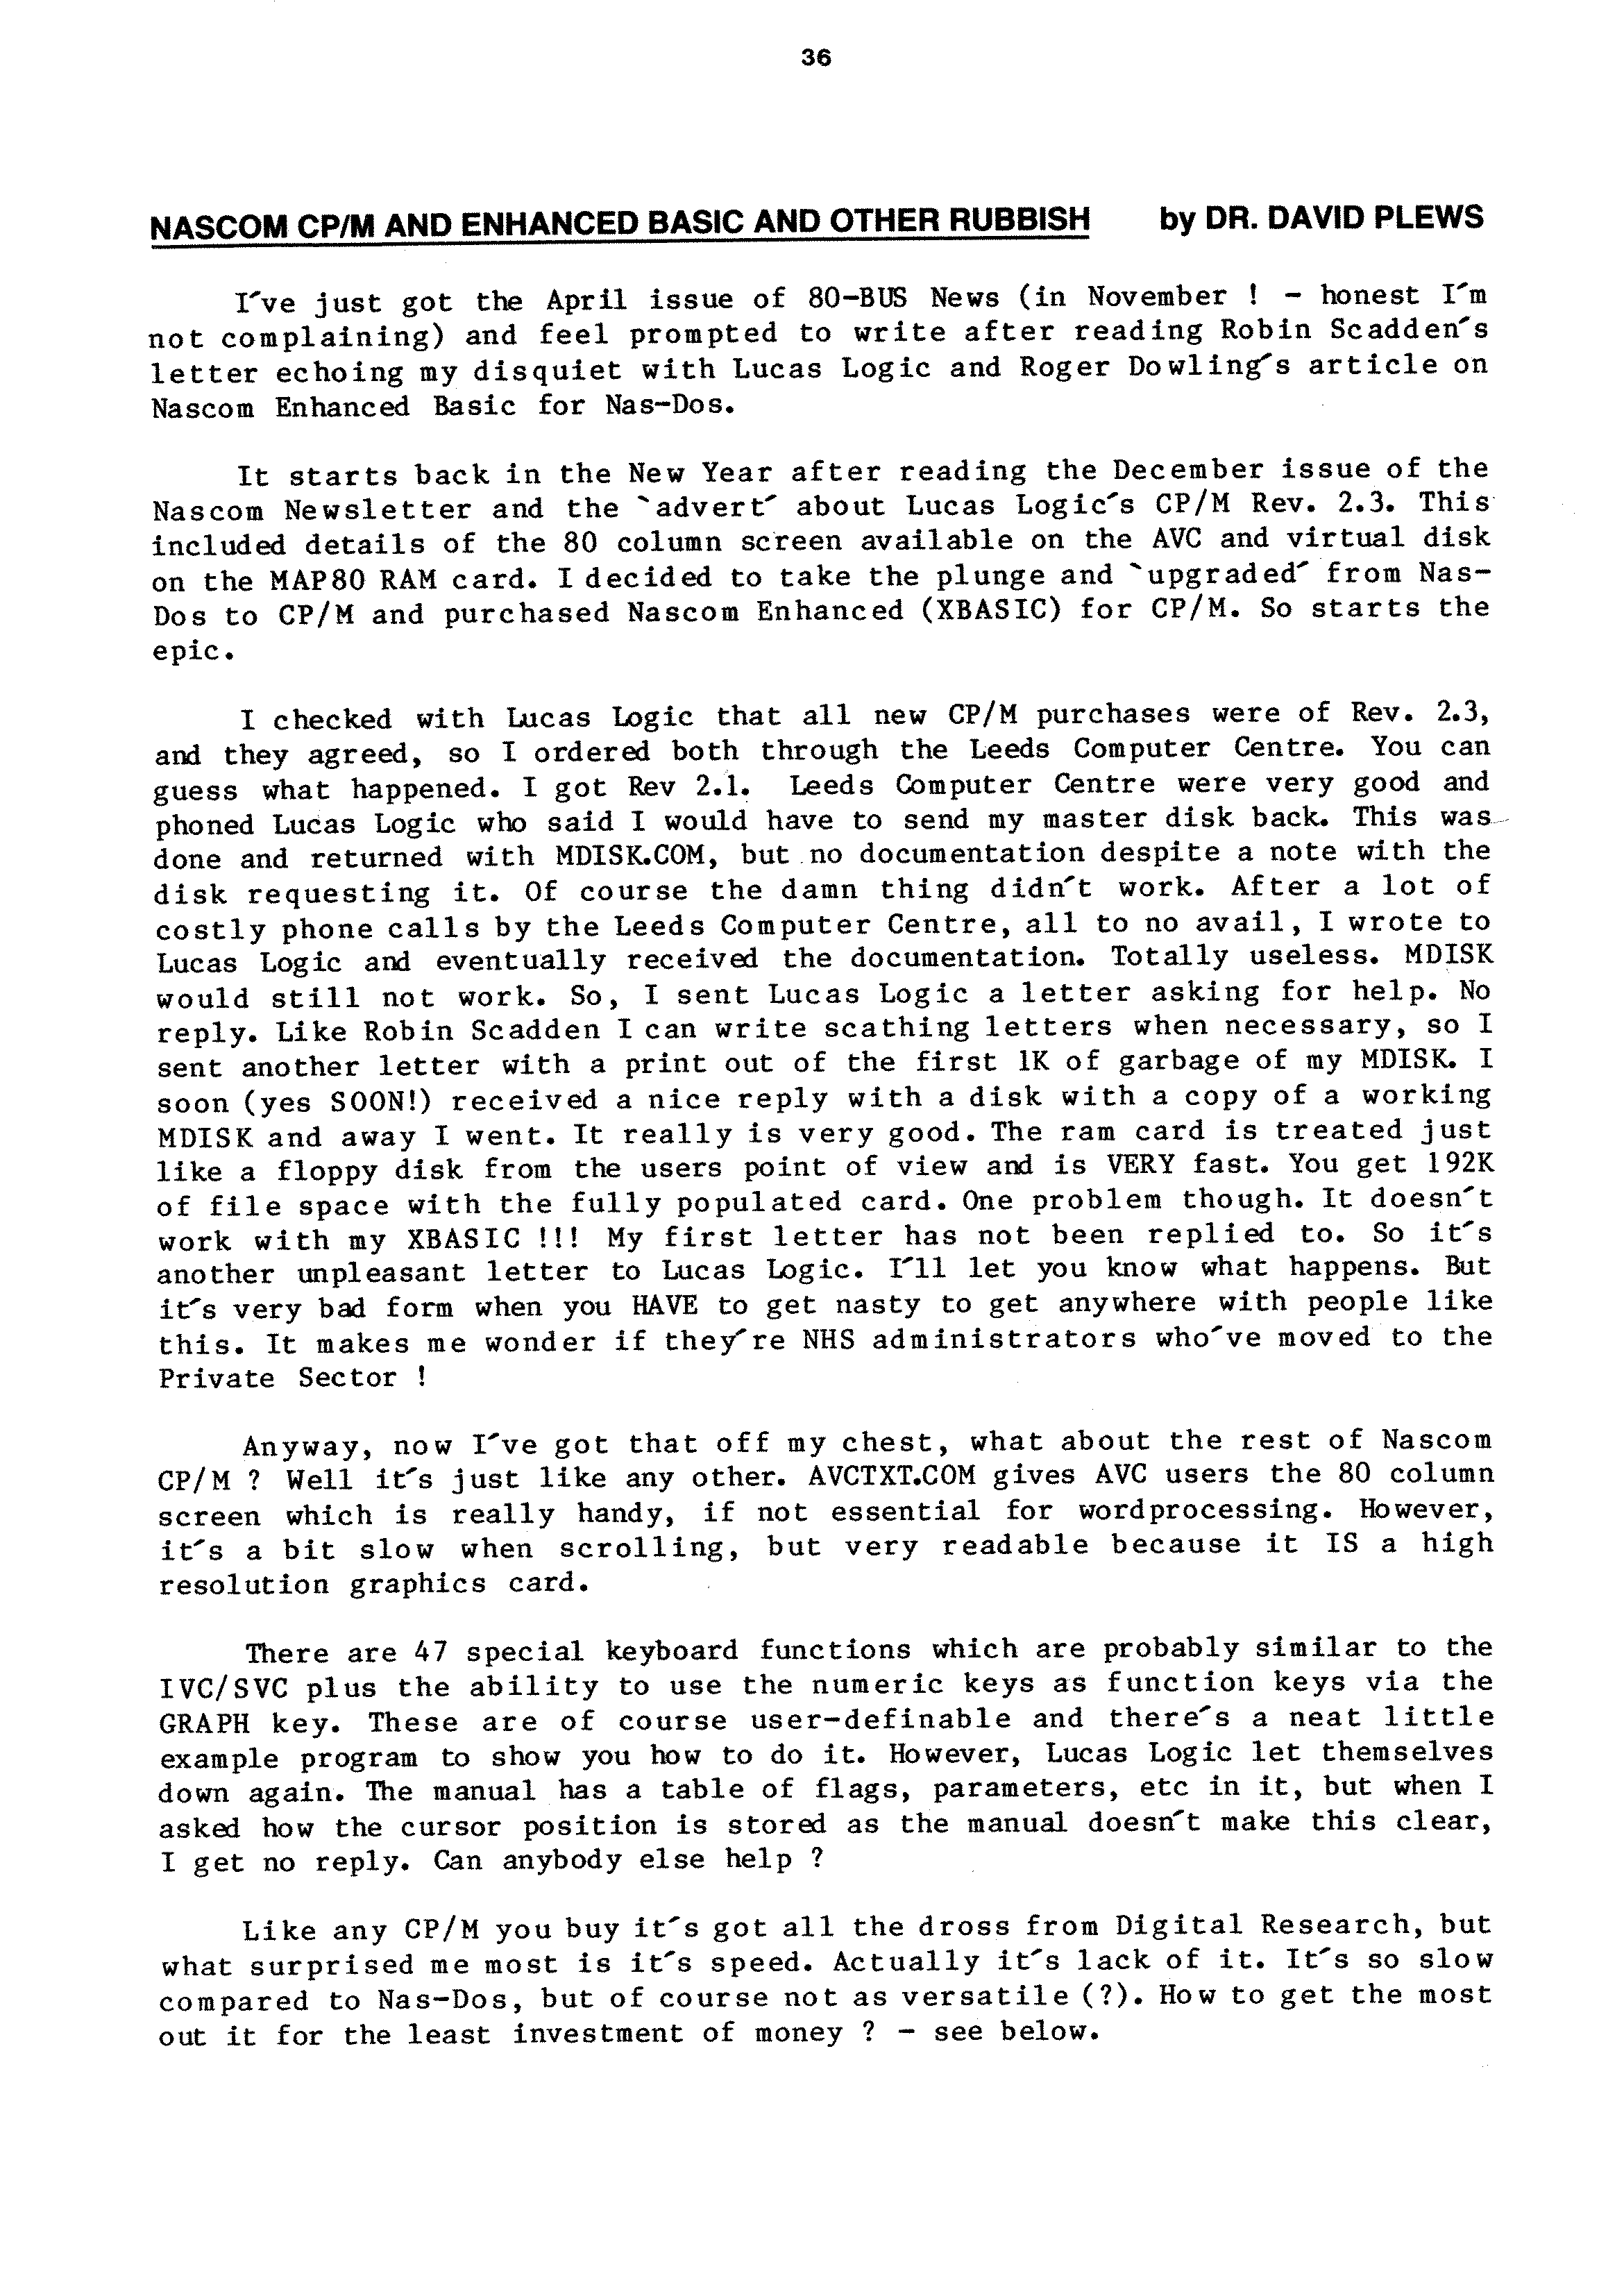 36
NASCOM CP/M AND ENHANCED BASIC AND OTHER RUBBISH by DR. DAVID PLEWS
I've just got the April issue of 80-BUS News (in November ! - honest I'm
not complaining) and feel prompted to write after reading Robin Scadden's
letter echoing my disquiet with Lucas Logic and Roger Dowling's article on
Nascom Enhanced Basic for Nas-Dos.
It starts back in the New Year after reading the December issue of the
Nascom Newsletter and the `advert' about Lucas Logic's CP/M Rev. 2.3. This
included details of the 80 column screen available on the AVC and virtual disk
on the MAP80 RAM card. I decided to take the plunge and `upgraded' from Nas-
Dos to CP/M and purchased Nascom Enhanced (XBASIC) for CP/M. So starts the
epic.
I checked with Lucas Logic that all new CP/M purchases were of Rev. 2.3,
and they agreed, so I ordered both through the Leeds Computer Centre. You can
guess what happened. I got Rev 2.1. Leeds Computer Centre were very good and
phoned Lucas Logic who said I would have to send my master disk back. This was
done and returned with MDISK.COM, but no documentation despite a note with the
disk requesting it. Of course the damn thing didn't work. After a lot of
costly phone calls by the Leeds Computer Centre, all to no avail, I wrote to
Lucas Logic and eventually received the documentation. Totally useless. MDISK
would still not work. So, I sent Lucas Logic a letter asking for help. No
reply. Like Robin Scadden I can write scathing letters when necessary, so I
sent another letter with a print out of the first 1K of garbage of my MDISK. I
soon (yes SOON!) received a nice reply with a disk with a copy of a working
MDISK and away I went. It really is very good. The ram card is treated just
like a floppy disk from the users point of view and is VERY fast. You get 192K
of file space with the fully populated card. One problem though. It doesn't
work with my XBASIC !!! My first letter has not been replied to. So it's
another unpleasant letter to Lucas Logic. I'll let you know what happens. But
it's very bad form when you HAVE to get nasty to get anywhere with people like
this. It makes me wonder if they're NHS administrators who've moved to the
Private Sector !
Anyway, now I've got that off my chest, what about the rest of Nascom
CP/M ? Well it's just like any other. AVCTXT.COM gives AVC users the 80 column
screen which is really handy, if not essential for wordprocessing. However,
it's a bit slow when scrolling, but very readable because it IS a high
resolution graphics card.
There are 47 special keyboard functions which are probably similar to the
IVC/SVC plus the ability to use the numeric keys as function keys via the
GRAPH key. These are of course user-definable and there's a neat little
example program to show you how to do it. However, Lucas Logic let themselves
down again. The manual has a table of flags, parameters, etc in it, but when I
asked how the cursor position is stored as the manual doesn't make this clear,
I get no reply. Can anybody else help ?
Like any CP/M you buy it's got all the dross from Digital Research, but
what surprised me most is it's speed. Actually it's lack of it. It's so slow
compared to Nas-Dos, but of course not as versatile (?). How to get the most
out it for the least investment of money ? - see below.